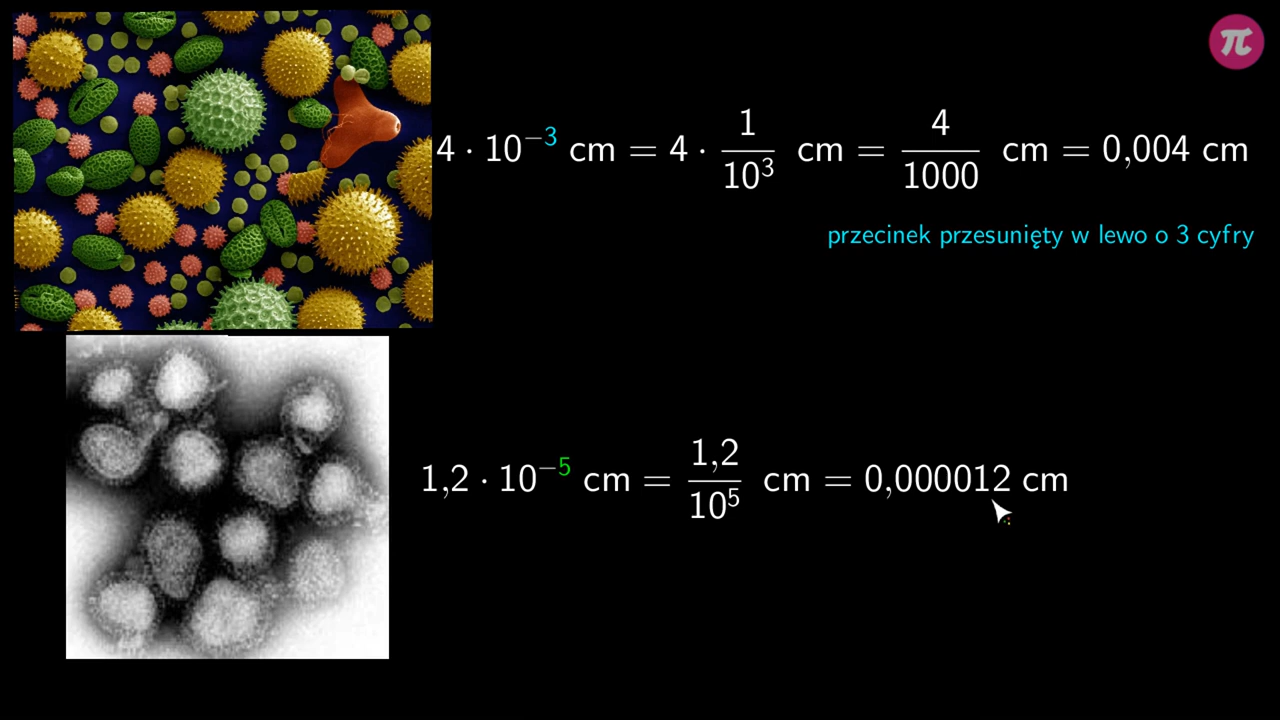 π
4 · 10⁻³ cm = 4 · 1/10³ cm = 4/1000 cm = 0,004 cm
przecinek przesunięty w lewo o 3 cyfry
1,2 · 10⁻⁵ cm = 1,2/10⁵ cm = 0,000012 cm